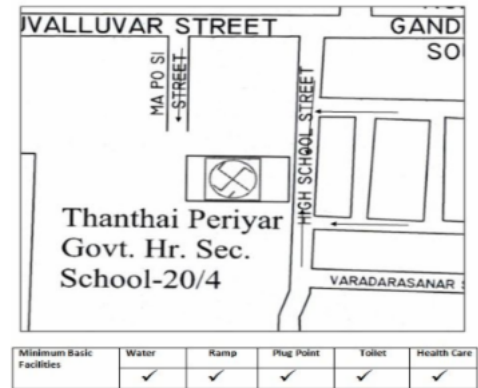 UVALLUVAR STREET
GAND
SO
MA PO SI
STREET
HIGH SCHOOL STREET
Thanthai Periyar
Govt. Hr. Sec.
School-20/4
VARADARASANAR
Minimum Basic Facilities Water Ramp Plug Point Toilet Health Care
✓ ✓ ✓ ✓ ✓